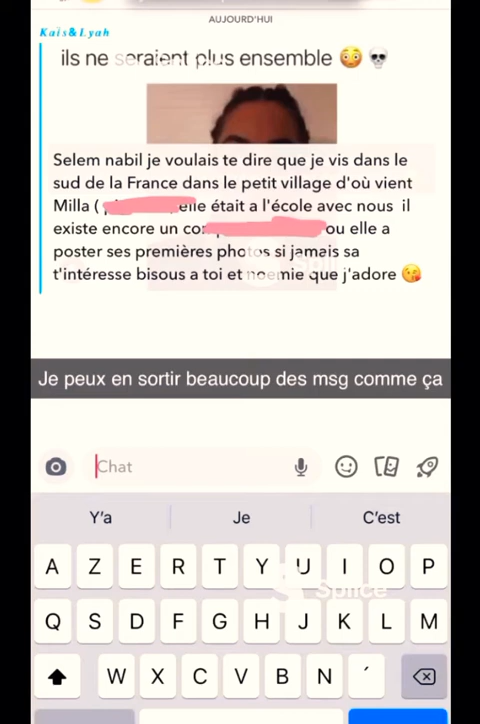 AUJOURD'HUI
Kaïs&Lyah
ils ne seraient plus ensemble 😳 💀
Selem nabil je voulais te dire que je vis dans le
sud de la France dans le petit village d'où vient
Milla ( elle était a l'école avec nous il
existe encore un ou elle a
poster ses premières photos si jamais sa
t'intéresse bisous a toi et noemie que j'adore 😘
Je peux en sortir beaucoup des msg comme ça
Chat
Y'a Je C'est
A Z E R T Y U I O P
Splice
Q S D F G H J K L M
W X C V B N ´